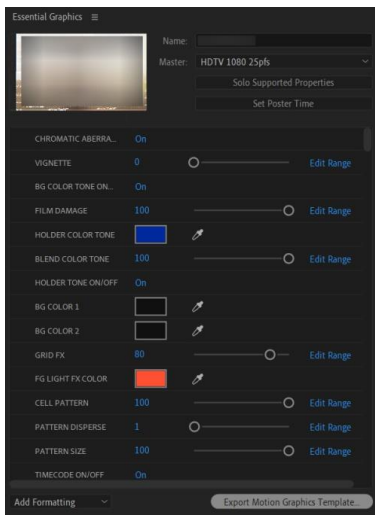 Essential Graphics
Name:
Master: HDTV 1080 25pfs
Solo Supported Properties
Set Poster Time
CHROMATIC ABERRA... On
VIGNETTE 0 Edit Range
BG COLOR TONE ON... On
FILM DAMAGE 100 Edit Range
HOLDER COLOR TONE
BLEND COLOR TONE 100 Edit Range
HOLDER TONE ON/OFF On
BG COLOR 1
BG COLOR 2
GRID FX 80 Edit Range
FG LIGHT FX COLOR
CELL PATTERN 100 Edit Range
PATTERN DISPERSE 1 Edit Range
PATTERN SIZE 100 Edit Range
TIMECODE ON/OFF On
Add Formatting Export Motion Graphics Template...